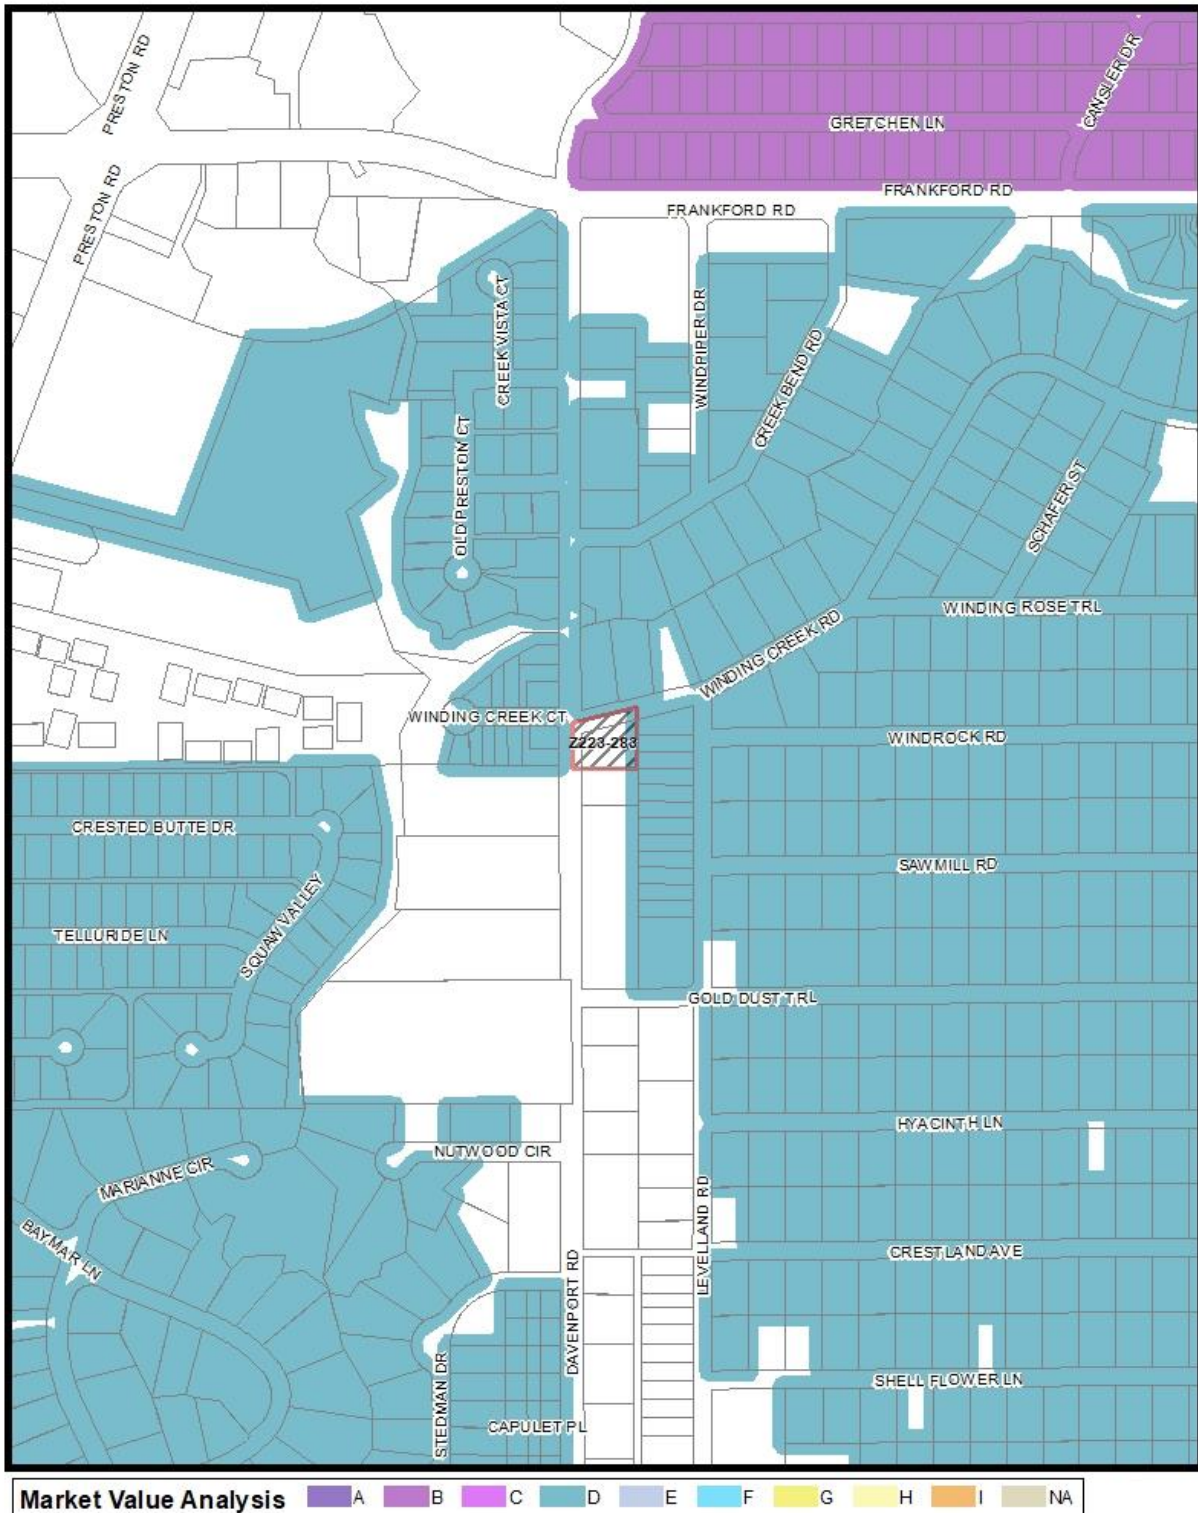 PRESTON RD
CANSLER DR
GRETCHEN LN
PRESTON RD
FRANKFORD RD
FRANKFORD RD
CREEK VISTA CT
WINDPIPER DR
CREEK BEND RD
OLD PRESTON CT
SCHAFER ST
WINDING ROSE TRL
WINDING CREEK RD
WINDING CREEK CT
Z223-283
WINDROCK RD
CRESTED BUTTE DR
SAWMILL RD
SQUAW VALLEY
TELLURIDE LN
GOLD DUST TRL
HYACINTH LN
NUTWOOD CIR
MARIANNE CIR
BAYMAR LN
LEVELLAND RD
CRESTLAND AVE
DAVENPORT RD
STEDMAN DR
SHELL FLOWER LN
CAPULET PL
Market Value Analysis A B C D E F G H I NA